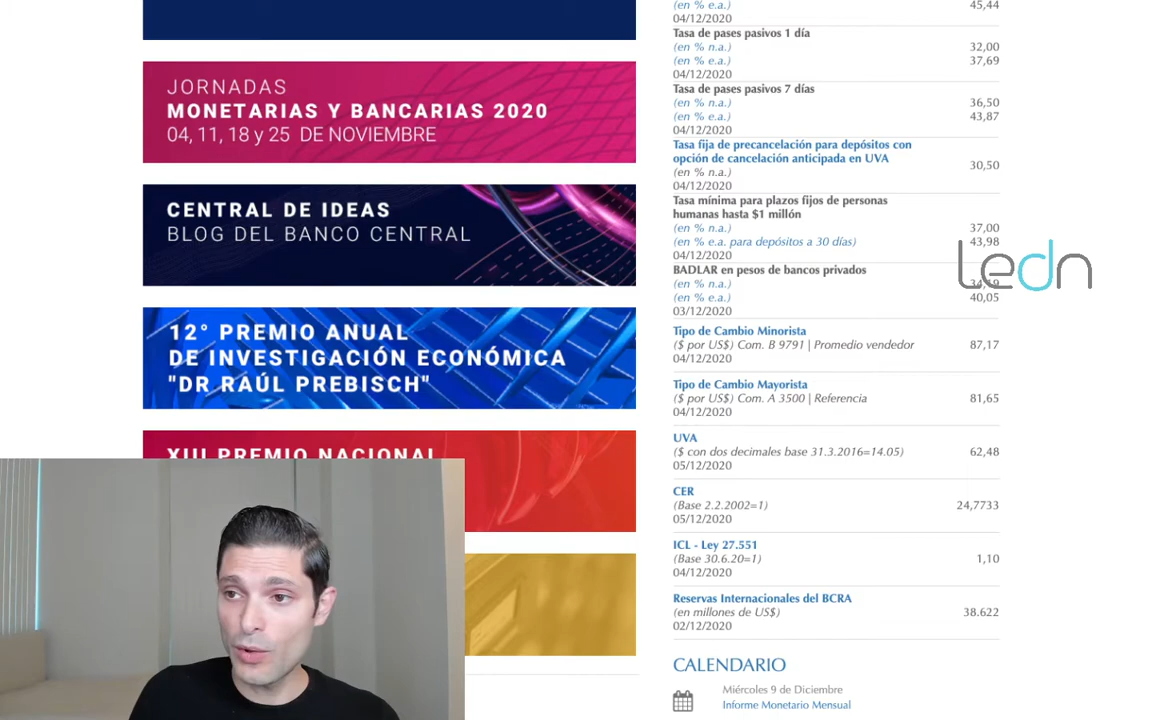 JORNADAS
MONETARIAS Y BANCARIAS 2020
04, 11, 18 y 25 DE NOVIEMBRE
CENTRAL DE IDEAS
BLOG DEL BANCO CENTRAL
12° PREMIO ANUAL
DE INVESTIGACIÓN ECONÓMICA
"DR RAÚL PREBISCH"
XIII PREMIO NACIONAL
(en % e.a.) 45,44
04/12/2020
Tasa de pases pasivos 1 día
(en % n.a.) 32,00
(en % e.a.) 37,69
04/12/2020
Tasa de pases pasivos 7 días
(en % n.a.) 36,50
(en % e.a.) 43,87
04/12/2020
Tasa fija de precancelación para depósitos con
opción de cancelación anticipada en UVA 30,50
(en % n.a.)
04/12/2020
Tasa mínima para plazos fijos de personas
humanas hasta $1 millón
(en % n.a.) 37,00
(en % e.a. para depósitos a 30 días) 43,98
04/12/2020
ledn
BADLAR en pesos de bancos privados
(en % n.a.)
(en % e.a.) 40,05
03/12/2020
Tipo de Cambio Minorista
($ por US$) Com. B 9791 | Promedio vendedor 87,17
04/12/2020
Tipo de Cambio Mayorista
($ por US$) Com. A 3500 | Referencia 81,65
04/12/2020
UVA
($ con dos decimales base 31.3.2016=14.05) 62,48
05/12/2020
CER
(Base 2.2.2002=1) 24,7733
05/12/2020
ICL - Ley 27.551
(Base 30.6.20=1) 1,10
04/12/2020
Reservas Internacionales del BCRA
(en millones de US$) 38.622
02/12/2020
CALENDARIO
Miércoles 9 de Diciembre
Informe Monetario Mensual